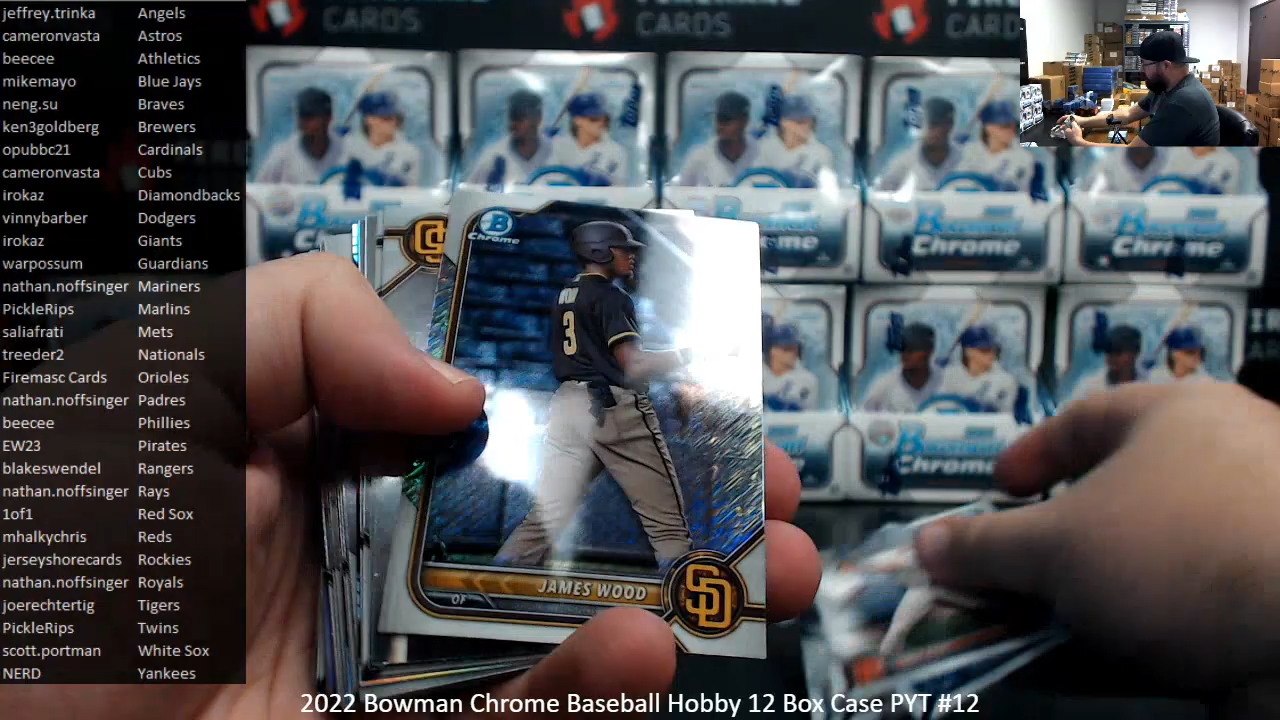 jeffrey.trinka Angels
cameronvasta Astros
beecee Athletics
mikemayo Blue Jays
neng.su Braves
ken3goldberg Brewers
opubbc21 Cardinals
cameronvasta Cubs
irokaz Diamondbacks
vinnybarber Dodgers
irokaz Giants
warpossum Guardians
nathan.noffsinger Mariners
PickleRips Marlins
saliafrati Mets
treeder2 Nationals
Firemasc Cards Orioles
nathan.noffsinger Padres
beecee Phillies
EW23 Pirates
blakeswendel Rangers
nathan.noffsinger Rays
1of1 Red Sox
mhalkychris Reds
jerseyshorecards Rockies
nathan.noffsinger Royals
joerechtertig Tigers
PickleRips Twins
scott.portman White Sox
NERD Yankees
CARDS
CARDS
B
Chrome
WOOD
3
JAMES WOOD
OF
SD
Chrome
Chrome
Chrome
2022 Bowman Chrome Baseball Hobby 12 Box Case PYT #12